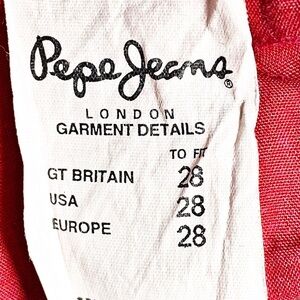 Pepe Jeans®
LONDON
GARMENT DETAILS
TO FIT
GT BRITAIN 28
USA 28
EUROPE 28